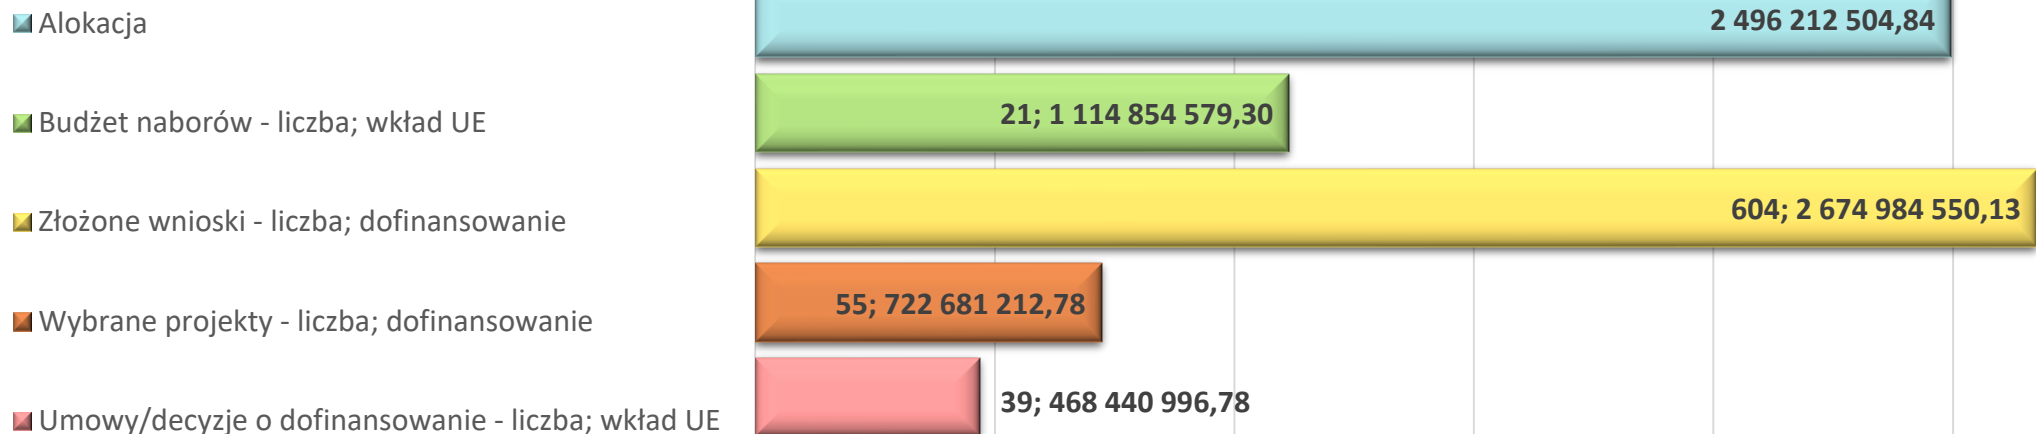 Alokacja
2 496 212 504,84
Budżet naborów - liczba; wkład UE
21; 1 114 854 579,30
Złożone wnioski - liczba; dofinansowanie
604; 2 674 984 550,13
Wybrane projekty - liczba; dofinansowanie
55; 722 681 212,78
Umowy/decyzje o dofinansowanie - liczba; wkład UE
39; 468 440 996,78